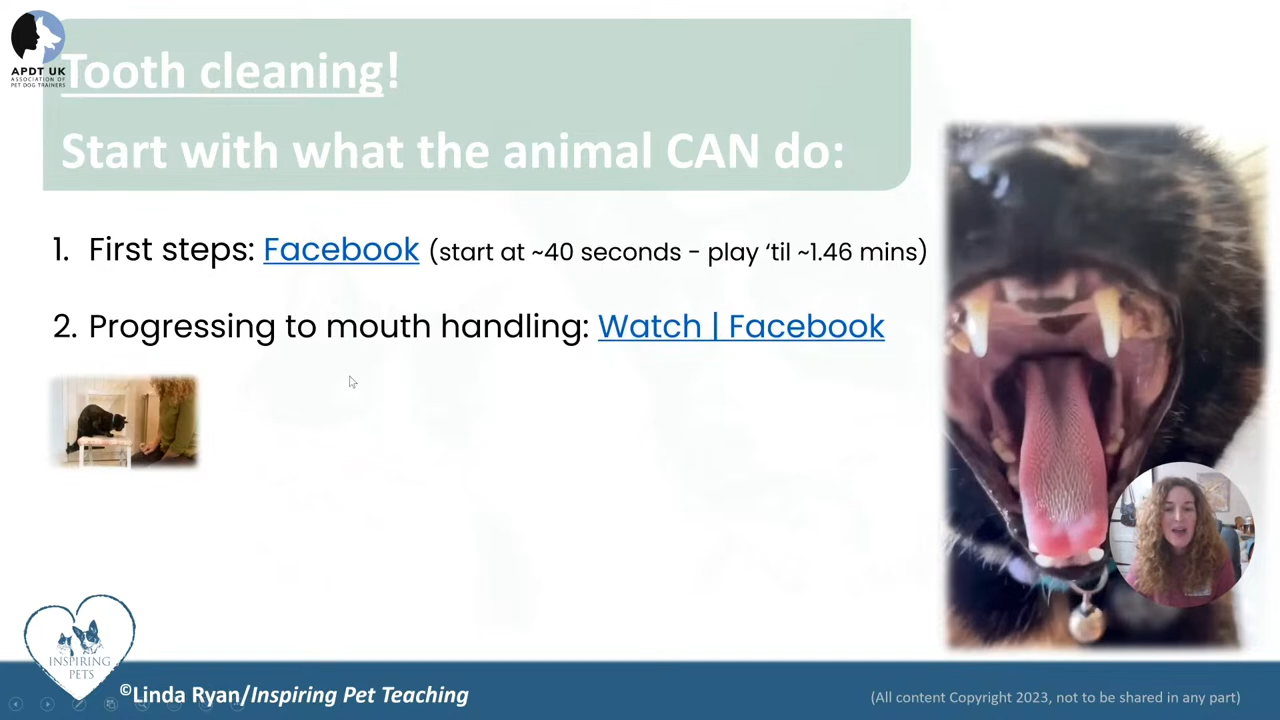 APDT UK
ASSOCIATION OF
PET DOG TRAINERS
Tooth cleaning!
Start with what the animal CAN do:
1. First steps: Facebook (start at ~40 seconds - play ‘til ~1.46 mins)
2. Progressing to mouth handling: Watch | Facebook
INSPIRING
PETS
©Linda Ryan/Inspiring Pet Teaching
(All content Copyright 2023, not to be shared in any part)